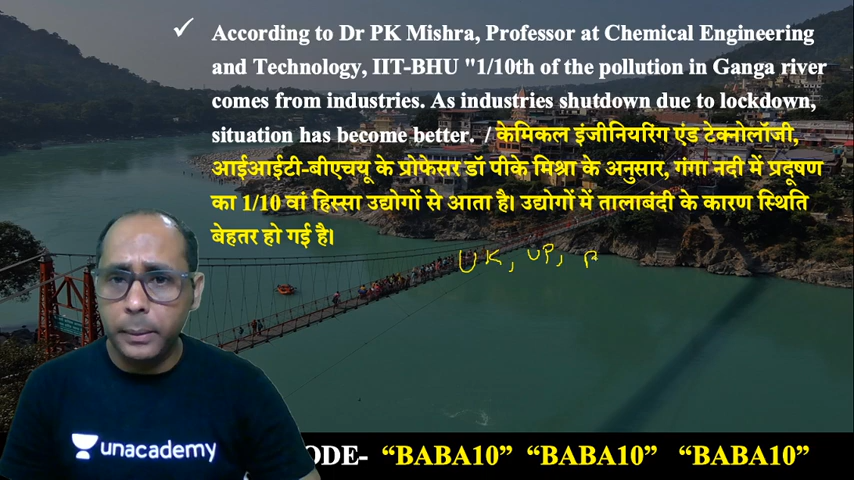 According to Dr PK Mishra, Professor at Chemical Engineering
and Technology, IIT-BHU "1/10th of the pollution in Ganga river
comes from industries. As industries shutdown due to lockdown,
situation has become better. / केमिकल इंजीनियरिंग एंड टेक्नोलॉजी,
आईआईटी-बीएचयू के प्रोफेसर डॉ पीके मिश्रा के अनुसार, गंगा नदी में प्रदूषण
का 1/10 वां हिस्सा उद्योगों से आता है। उद्योगों में तालाबंदी के कारण स्थिति
बेहतर हो गई है।
UK, UP,
unacademy
ODE- “BABA10” “BABA10” “BABA10”